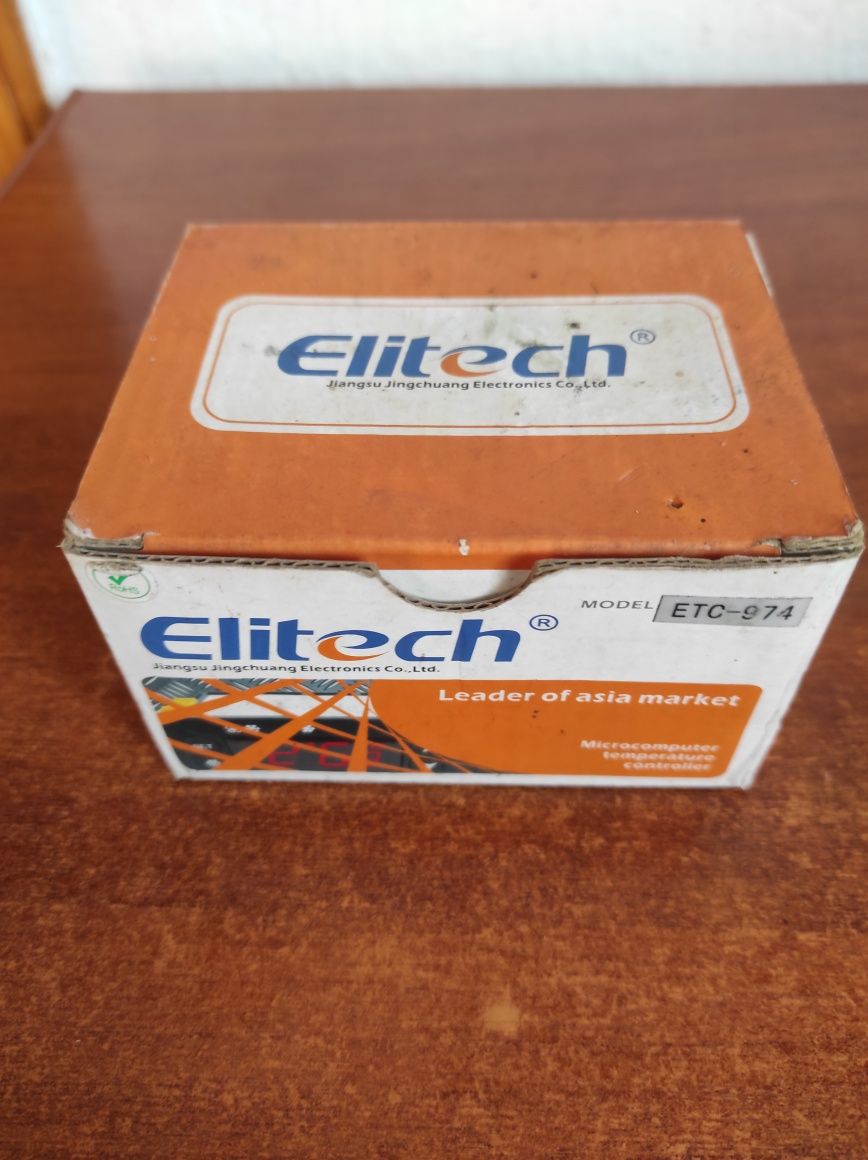 Elitech®
Jiangsu Jingchuang Electronics Co.,Ltd.
RoHS
Elitech®
MODEL ETC-974
Jiangsu Jingchuang Electronics Co.,Ltd.
Leader of asia market
Microcomputer
temperature
controller